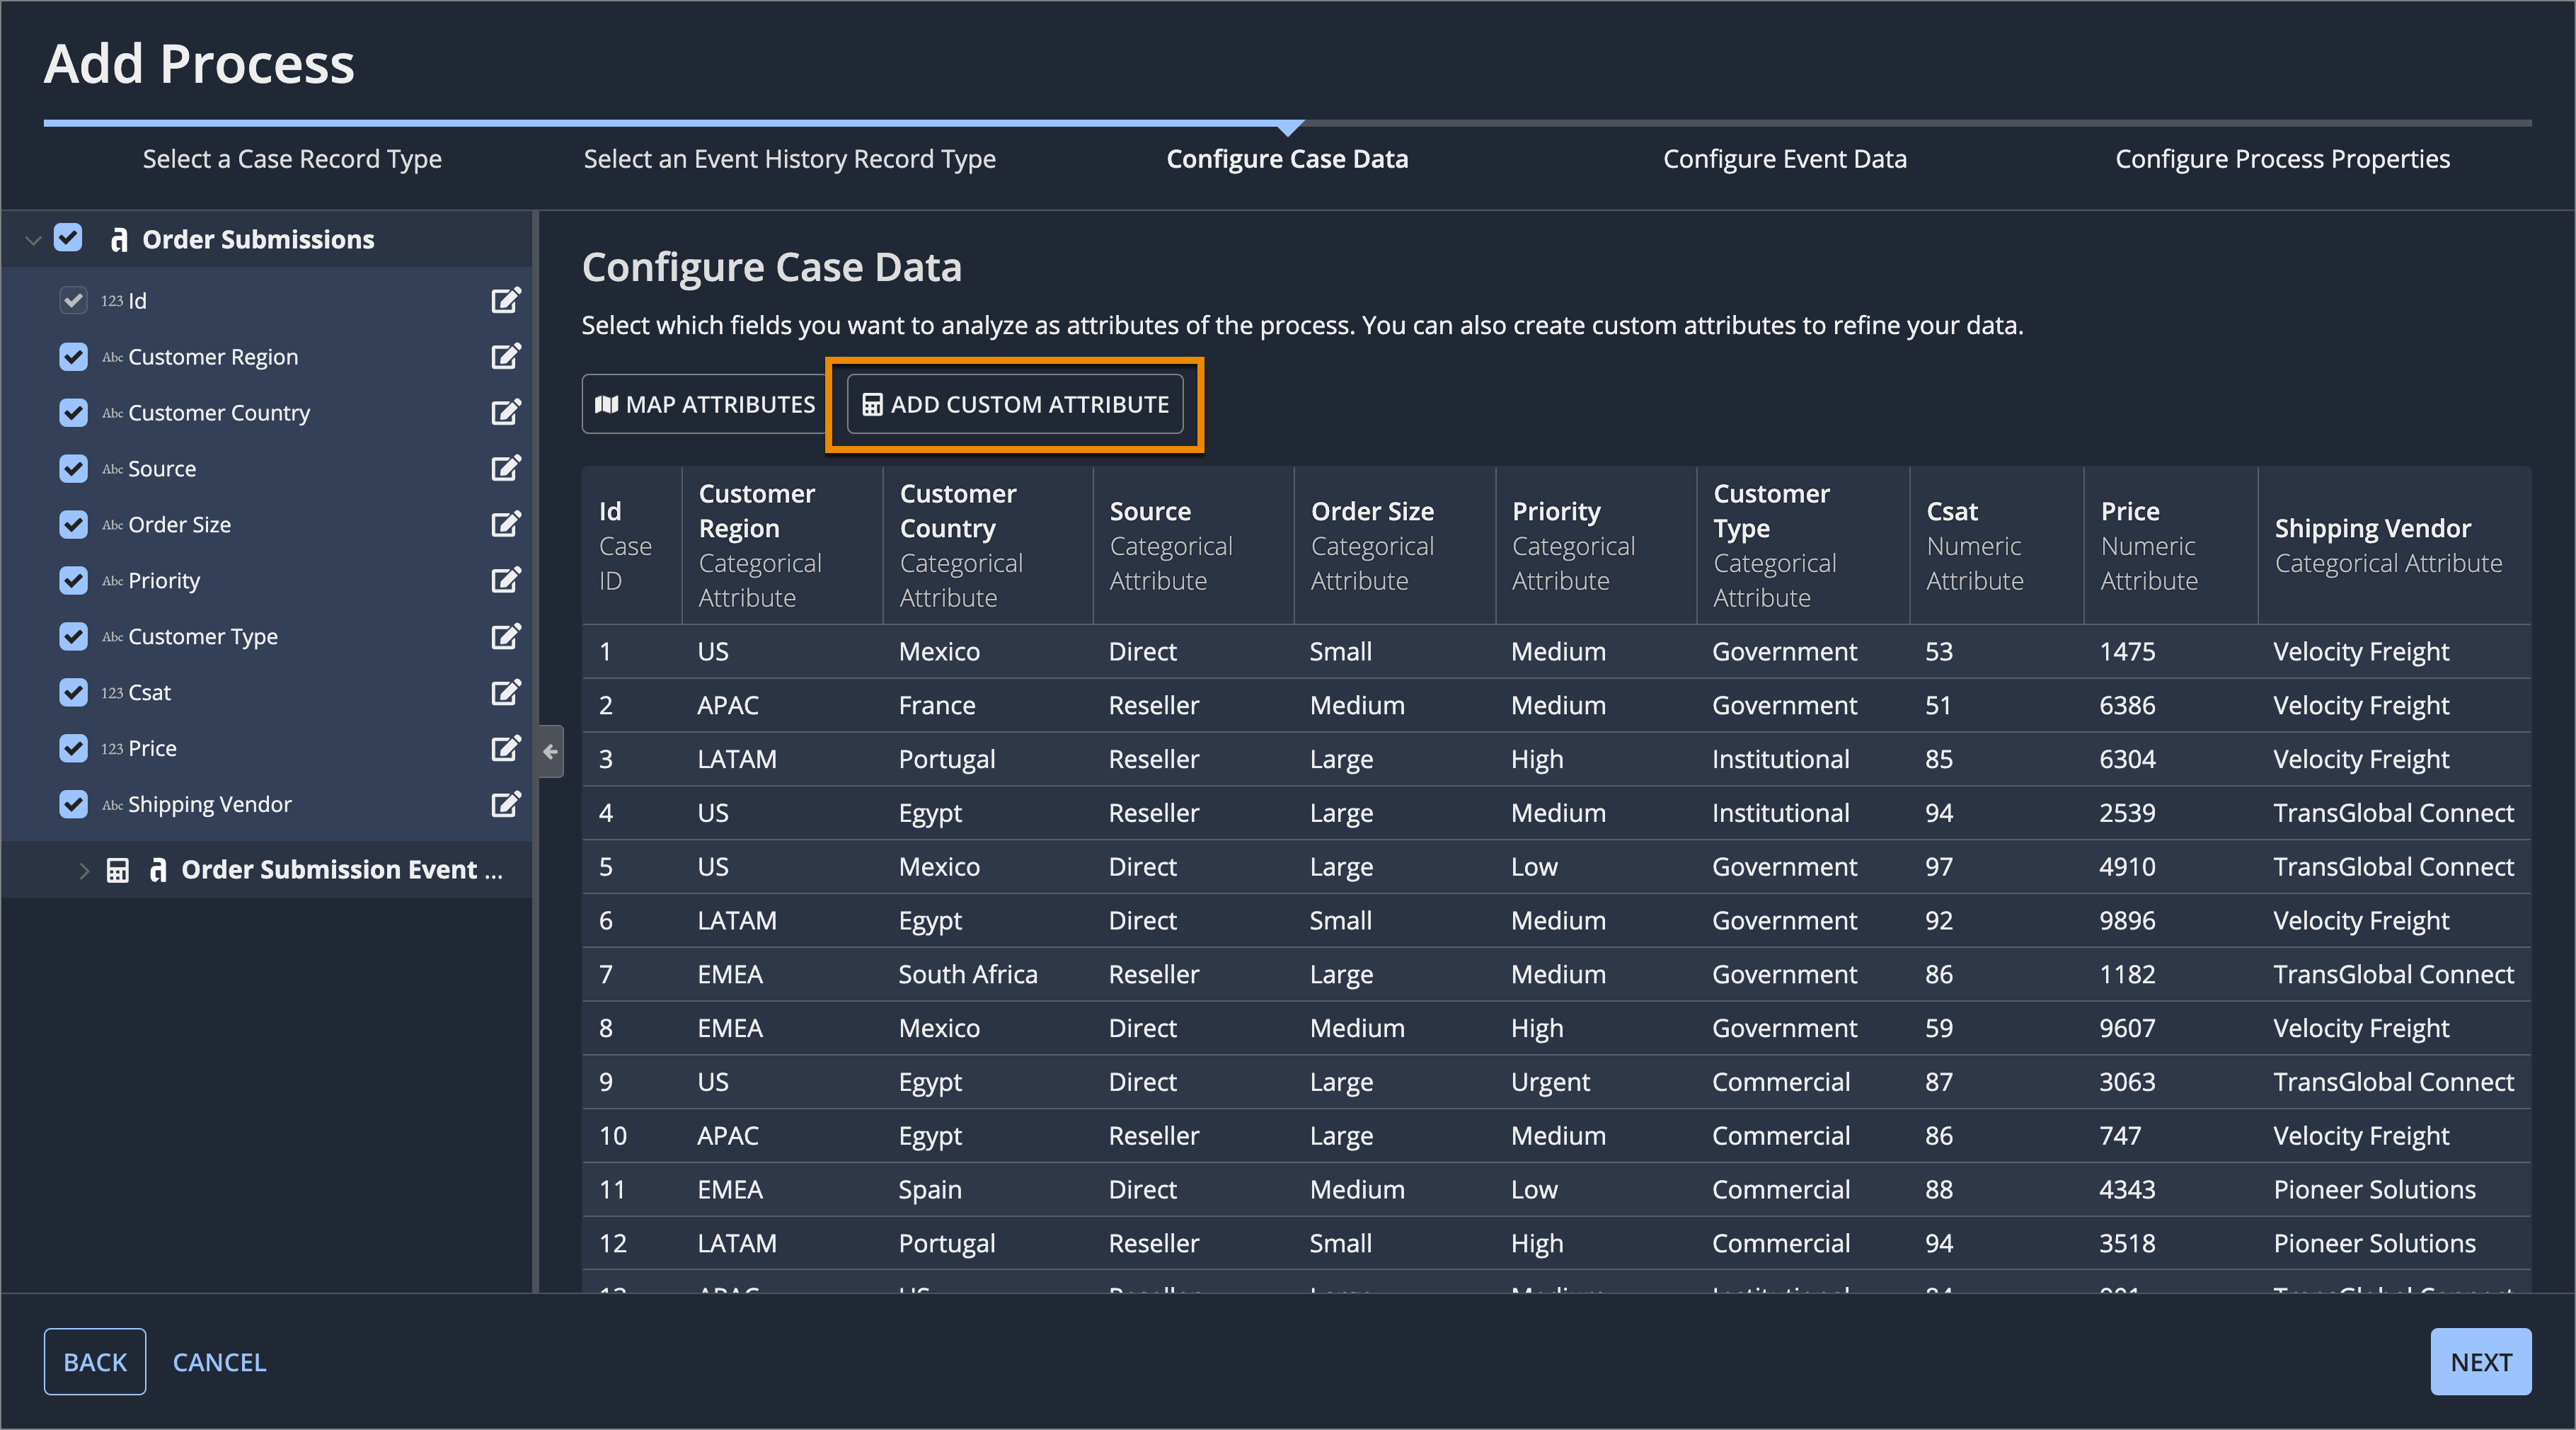 Add Process
Select a Case Record Type
Select an Event History Record Type
Configure Case Data
Configure Event Data
Configure Process Properties
Order Submissions
123 Id
Abc Customer Region
Abc Customer Country
Abc Source
Abc Order Size
Abc Priority
Abc Customer Type
123 Csat
123 Price
Abc Shipping Vendor
Order Submission Event ...
Configure Case Data
Select which fields you want to analyze as attributes of the process. You can also create custom attributes to refine your data.
MAP ATTRIBUTES
ADD CUSTOM ATTRIBUTE
Id
Case
ID
Customer
Region
Categorical
Attribute
Customer
Country
Categorical
Attribute
Source
Categorical
Attribute
Order Size
Categorical
Attribute
Priority
Categorical
Attribute
Customer
Type
Categorical
Attribute
Csat
Numeric
Attribute
Price
Numeric
Attribute
Shipping Vendor
Categorical Attribute
1 US Mexico Direct Small Medium Government 53 1475 Velocity Freight
2 APAC France Reseller Medium Medium Government 51 6386 Velocity Freight
3 LATAM Portugal Reseller Large High Institutional 85 6304 Velocity Freight
4 US Egypt Reseller Large Medium Institutional 94 2539 TransGlobal Connect
5 US Mexico Direct Large Low Government 97 4910 TransGlobal Connect
6 LATAM Egypt Direct Small Medium Government 92 9896 Velocity Freight
7 EMEA South Africa Reseller Large Medium Government 86 1182 TransGlobal Connect
8 EMEA Mexico Direct Medium High Government 59 9607 Velocity Freight
9 US Egypt Direct Large Urgent Commercial 87 3063 TransGlobal Connect
10 APAC Egypt Reseller Large Medium Commercial 86 747 Velocity Freight
11 EMEA Spain Direct Medium Low Commercial 88 4343 Pioneer Solutions
12 LATAM Portugal Reseller Small High Commercial 94 3518 Pioneer Solutions
BACK
CANCEL
NEXT